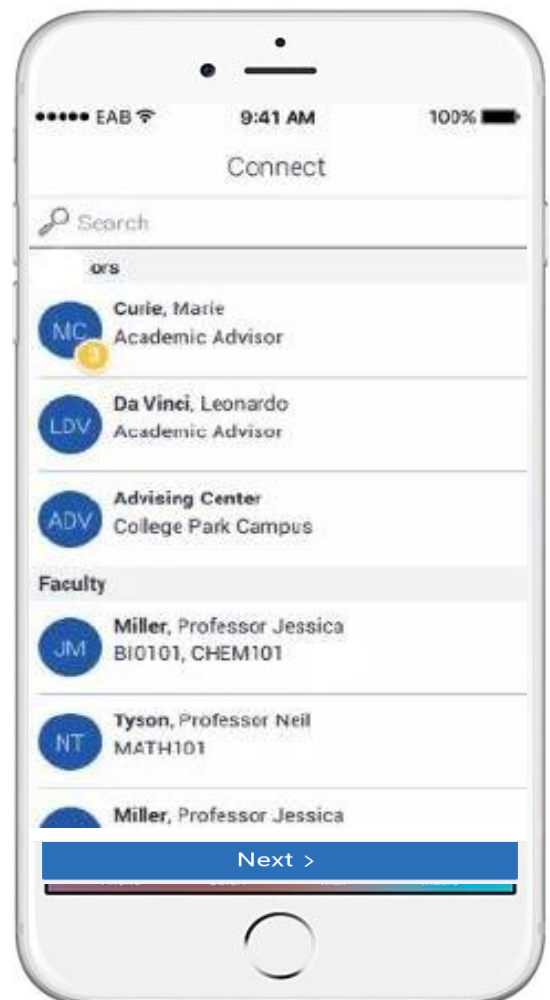 EAB 9:41 AM 100%
Connect
Search
ors
MC Curie, Marie
Academic Advisor
LDV Da Vinci, Leonardo
Academic Advisor
ADV Advising Center
College Park Campus
Faculty
JM Miller, Professor Jessica
BI0101, CHEM101
NT Tyson, Professor Neil
MATH101
Miller, Professor Jessica
Next >